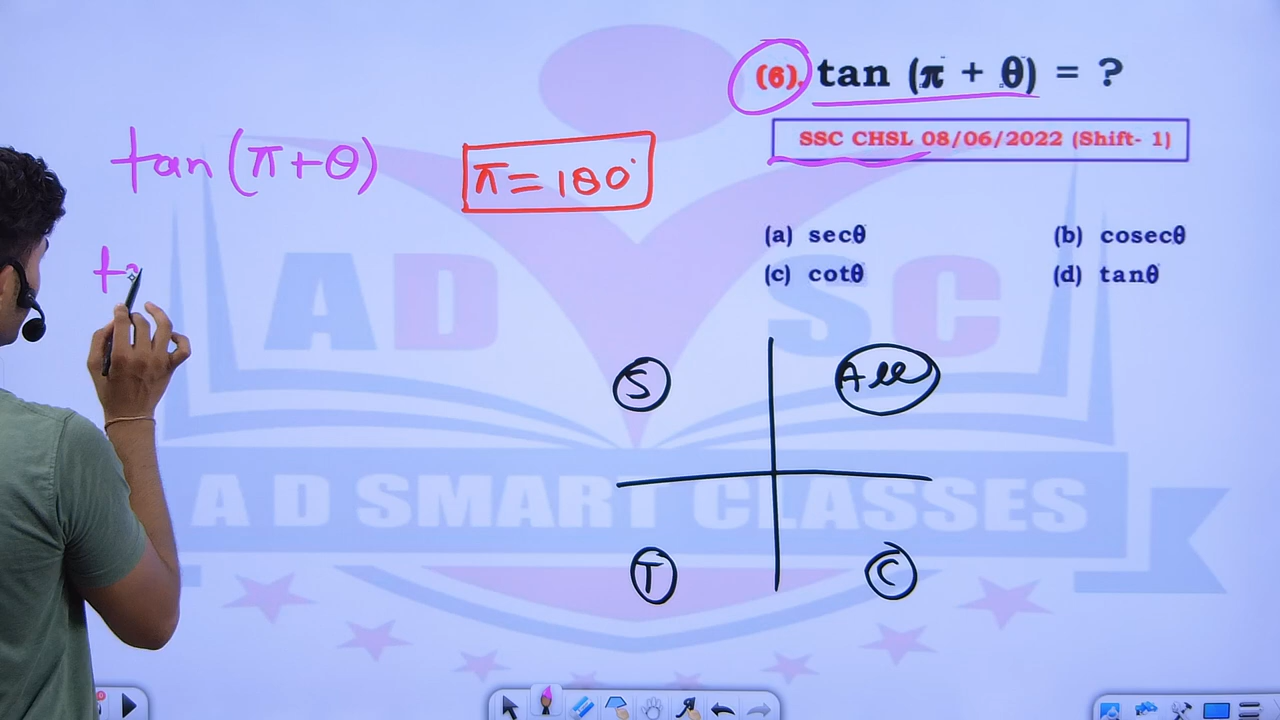 (6). tan (π + θ) = ?
SSC CHSL 08/06/2022 (Shift- 1)
tan (π+θ)
π = 180°
(a) secθ
(b) cosecθ
(c) cotθ
(d) tanθ
AD SC
S
All
A D SMART CLASSES
T
C